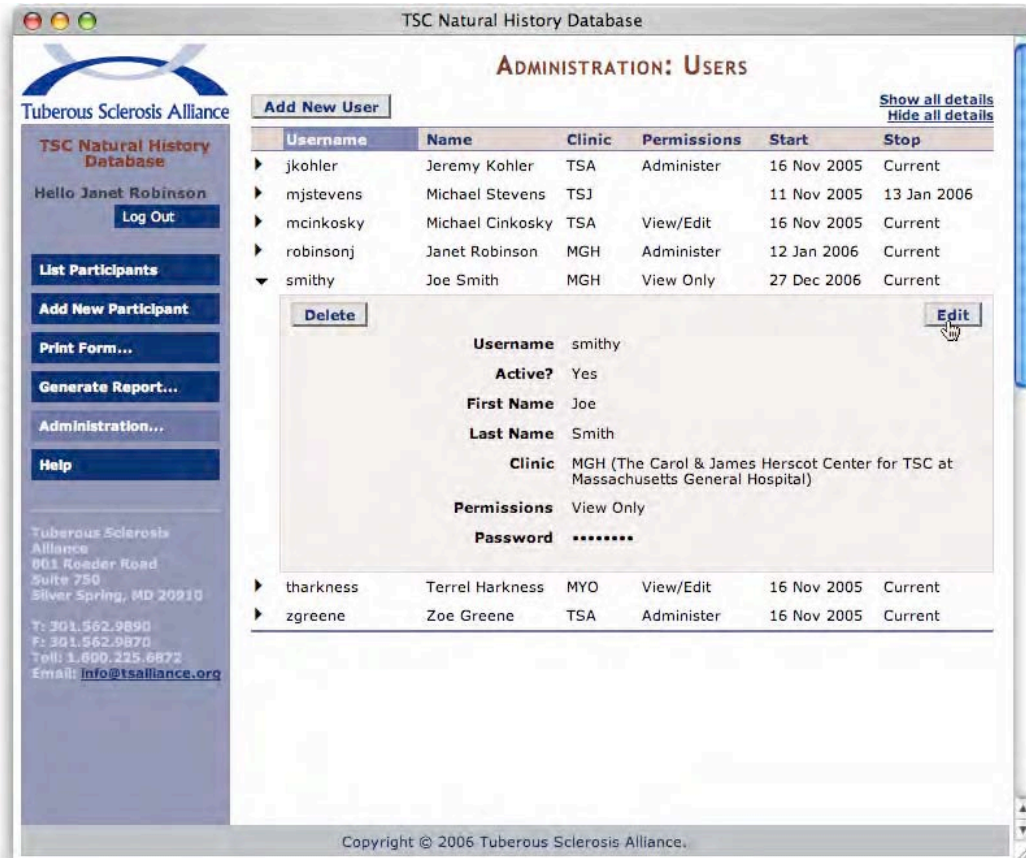 TSC Natural History Database
Tuberous Sclerosis Alliance
TSC Natural History
Database
Hello Janet Robinson
Log Out
List Participants
Add New Participant
Print Form...
Generate Report...
Administration...
Help
Tuberous Sclerosis
Alliance
801 Roeder Road
Suite 750
Silver Spring, MD 20910
T: 301.562.9890
F: 301.562.9870
Toll: 1.800.225.6872
Email: info@tsalliance.org
Administration: Users
Add New User
Show all details
Hide all details
Username Name Clinic Permissions Start Stop
jkohler Jeremy Kohler TSA Administer 16 Nov 2005 Current
mjstevens Michael Stevens TSJ 11 Nov 2005 13 Jan 2006
mcinkosky Michael Cinkosky TSA View/Edit 16 Nov 2005 Current
robinsonj Janet Robinson MGH Administer 12 Jan 2006 Current
smithy Joe Smith MGH View Only 27 Dec 2006 Current
Delete Edit
Username smithy
Active? Yes
First Name Joe
Last Name Smith
Clinic MGH (The Carol & James Herscot Center for TSC at
Massachusetts General Hospital)
Permissions View Only
Password ••••••••
tharkness Terrel Harkness MYO View/Edit 16 Nov 2005 Current
zgreene Zoe Greene TSA Administer 16 Nov 2005 Current
Copyright © 2006 Tuberous Sclerosis Alliance.